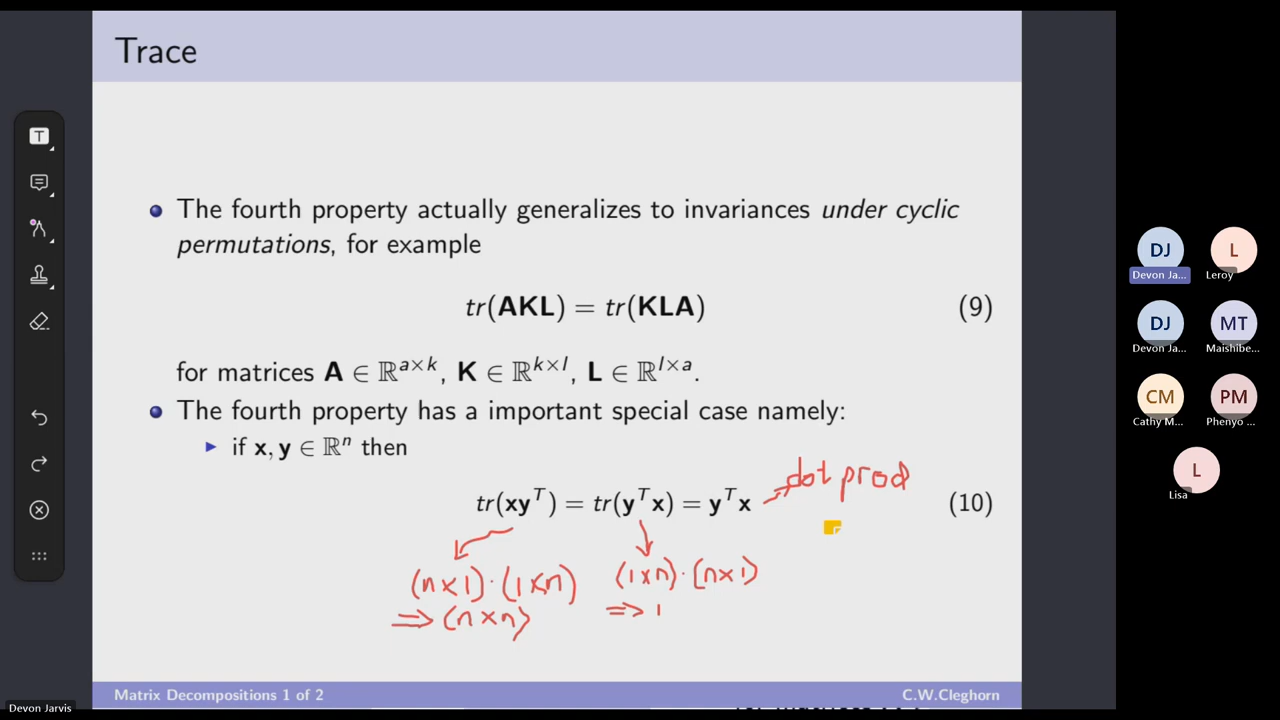 Trace
The fourth property actually generalizes to invariances under cyclic
permutations, for example
tr(AKL) = tr(KLA) (9)
for matrices A ∈ ℝ^{a×k}, K ∈ ℝ^{k×l}, L ∈ ℝ^{l×a}.
The fourth property has a important special case namely:
if x, y ∈ ℝ^n then
dot prod
tr(xy^T) = tr(y^T x) = y^T x (10)
(n×1)·(1×n) (1×n)·(n×1)
⇒ (n×n) ⇒ 1
Matrix Decompositions 1 of 2 C.W.Cleghorn
Devon Jarvis
T
DJ L
Devon Ja... Leroy
DJ MT
Devon Ja... Maishibe...
CM PM
Cathy M... Phenyo ...
L
Lisa